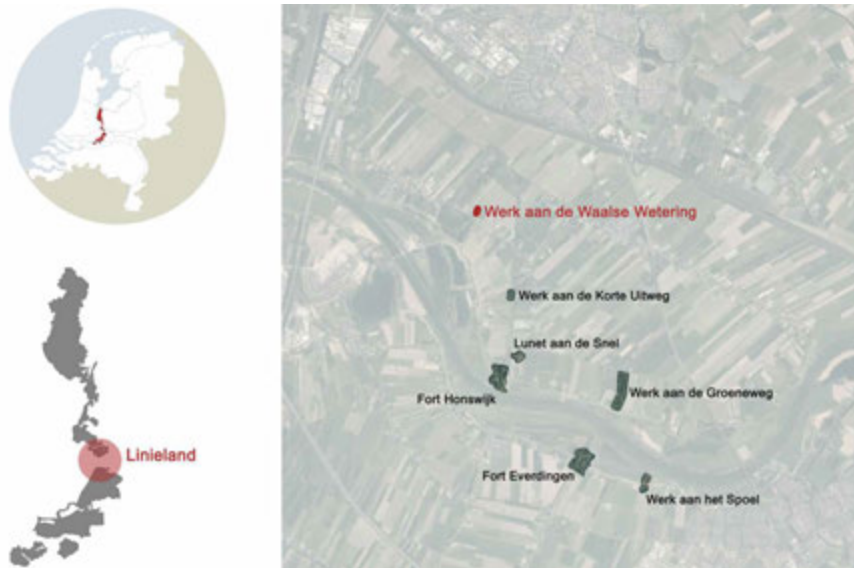 Werk aan de Waalse Wetering
Werk aan de Korte Uitweg
Lunet aan de Snel
Fort Honswijk
Werk aan de Groeneweg
Linieland
Fort Everdingen
Werk aan het Spoel